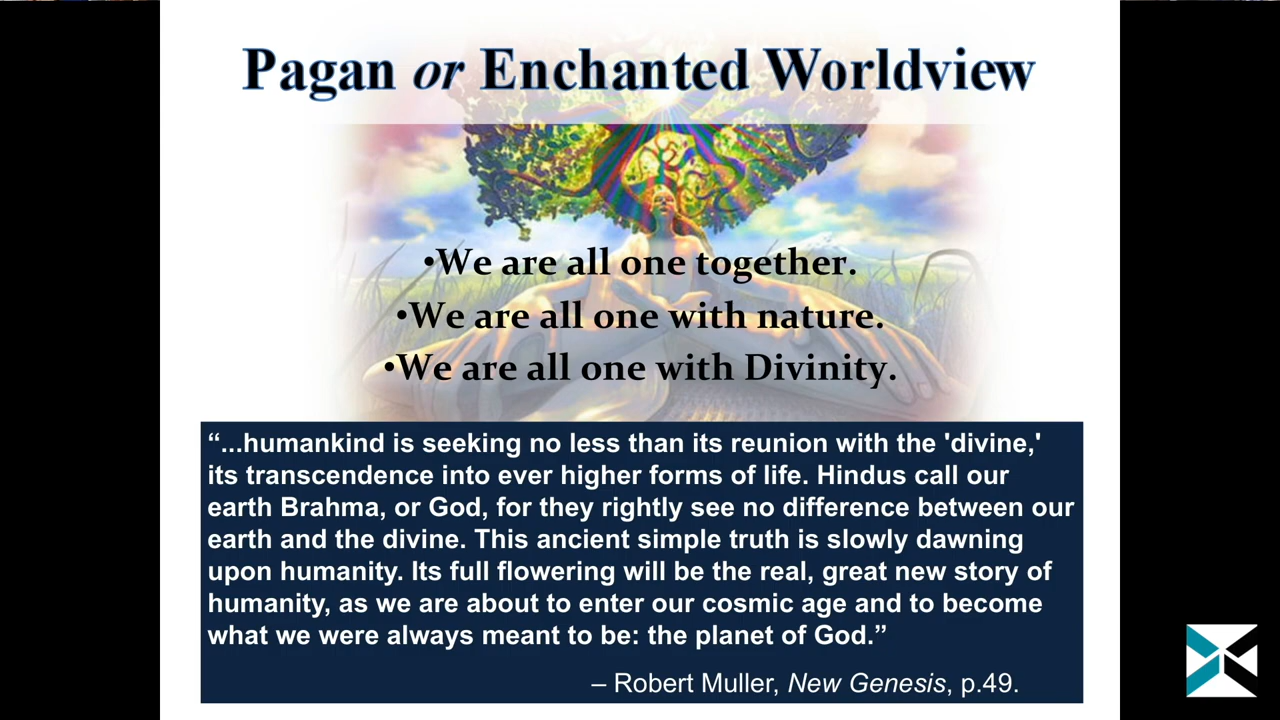 Pagan or Enchanted Worldview
•We are all one together.
•We are all one with nature.
•We are all one with Divinity.
“...humankind is seeking no less than its reunion with the 'divine,'
its transcendence into ever higher forms of life. Hindus call our
earth Brahma, or God, for they rightly see no difference between our
earth and the divine. This ancient simple truth is slowly dawning
upon humanity. Its full flowering will be the real, great new story of
humanity, as we are about to enter our cosmic age and to become
what we were always meant to be: the planet of God.”
– Robert Muller, New Genesis, p.49.